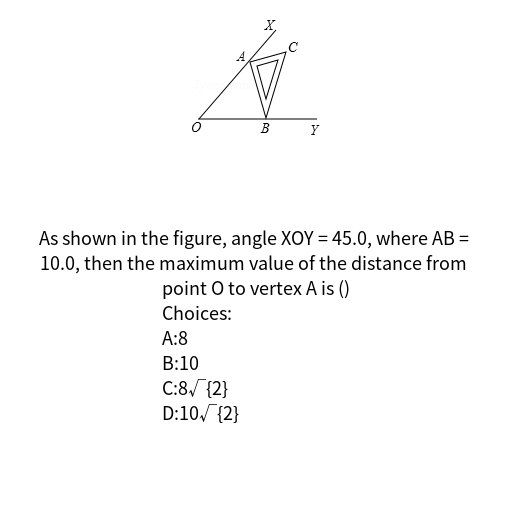 X
A
C
O
B
Y
As shown in the figure, angle XOY = 45.0, where AB =
10.0, then the maximum value of the distance from
point O to vertex A is ()
Choices:
A:8
B:10
C:8√{2}
D:10√{2}